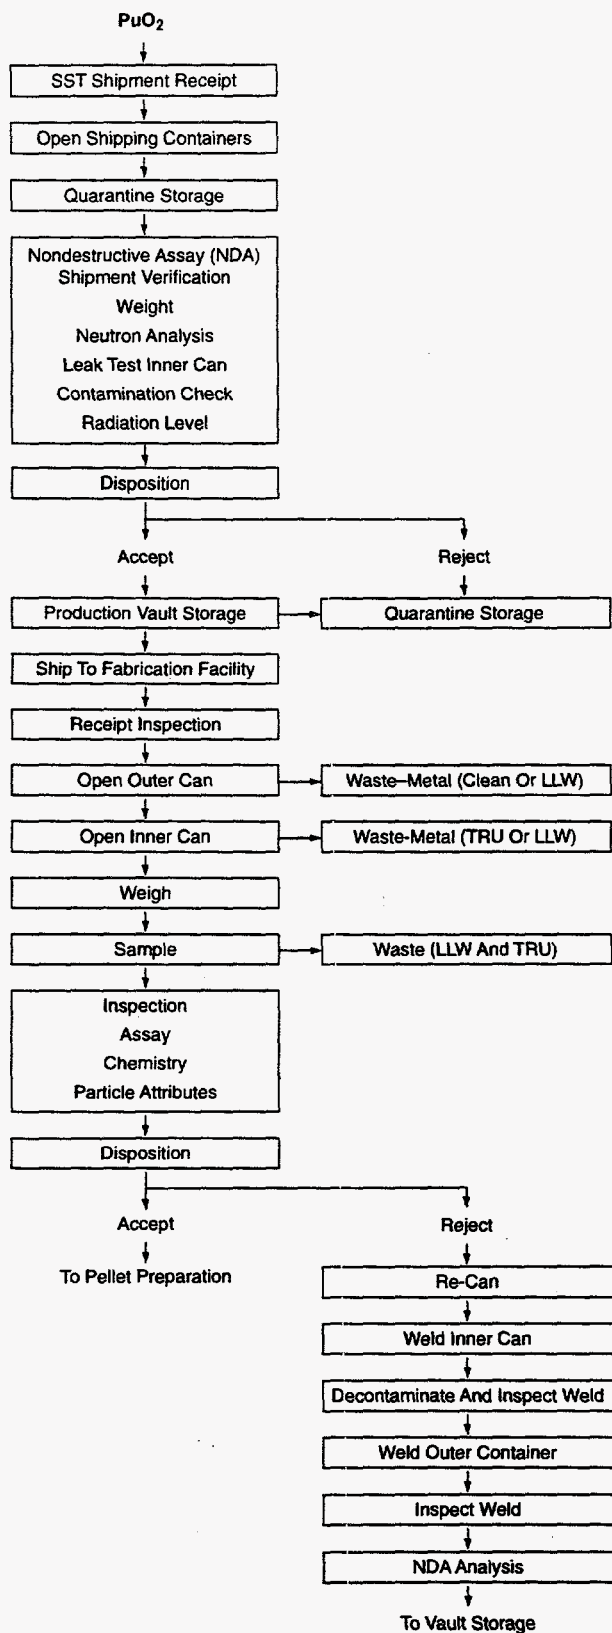 PuO₂
SST Shipment Receipt
Open Shipping Containers
Quarantine Storage
Nondestructive Assay (NDA)
Shipment Verification
Weight
Neutron Analysis
Leak Test Inner Can
Contamination Check
Radiation Level
Disposition
Accept
Reject
Production Vault Storage
Quarantine Storage
Ship To Fabrication Facility
Receipt Inspection
Open Outer Can
Waste–Metal (Clean Or LLW)
Open Inner Can
Waste-Metal (TRU Or LLW)
Weigh
Sample
Waste (LLW And TRU)
Inspection
Assay
Chemistry
Particle Attributes
Disposition
Accept
Reject
To Pellet Preparation
Re-Can
Weld Inner Can
Decontaminate And Inspect Weld
Weld Outer Container
Inspect Weld
NDA Analysis
To Vault Storage